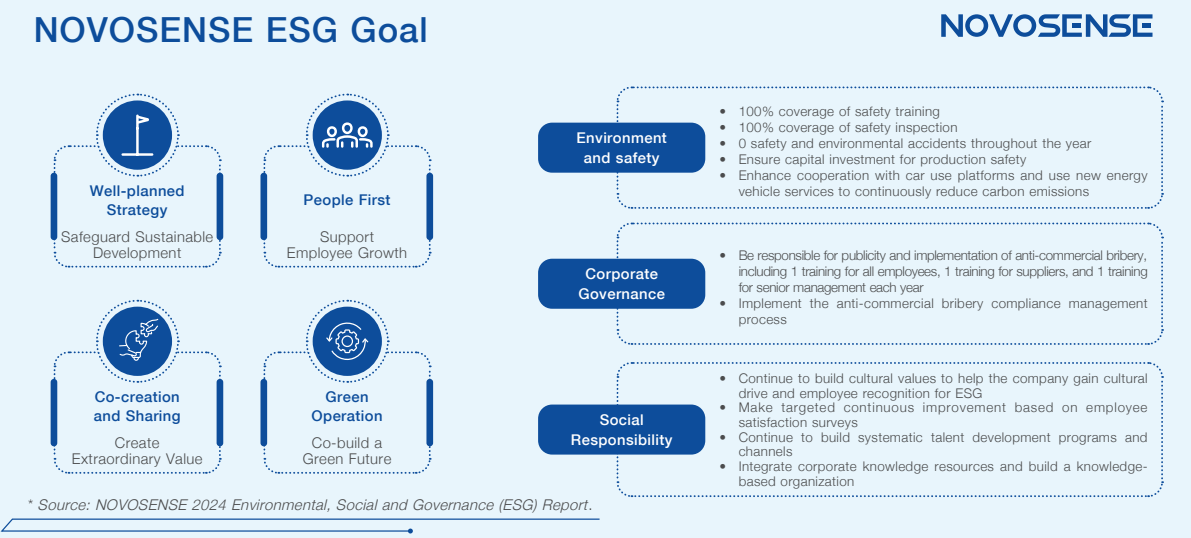 NOVOSENSE ESG Goal
NOVOSENSE
Well-planned
Strategy
Safeguard Sustainable
Development
People First
Support
Employee Growth
Co-creation
and Sharing
Create
Extraordinary Value
Green
Operation
Co-build a
Green Future
Environment
and safety
• 100% coverage of safety training
• 100% coverage of safety inspection
• 0 safety and environmental accidents throughout the year
• Ensure capital investment for production safety
• Enhance cooperation with car use platforms and use new energy
vehicle services to continuously reduce carbon emissions
Corporate
Governance
• Be responsible for publicity and implementation of anti-commercial bribery,
including 1 training for all employees, 1 training for suppliers, and 1 training
for senior management each year
• Implement the anti-commercial bribery compliance management
process
Social
Responsibility
• Continue to build cultural values to help the company gain cultural
drive and employee recognition for ESG
• Make targeted continuous improvement based on employee
satisfaction surveys
• Continue to build systematic talent development programs and
channels
• Integrate corporate knowledge resources and build a knowledge-
based organization
* Source: NOVOSENSE 2024 Environmental, Social and Governance (ESG) Report.